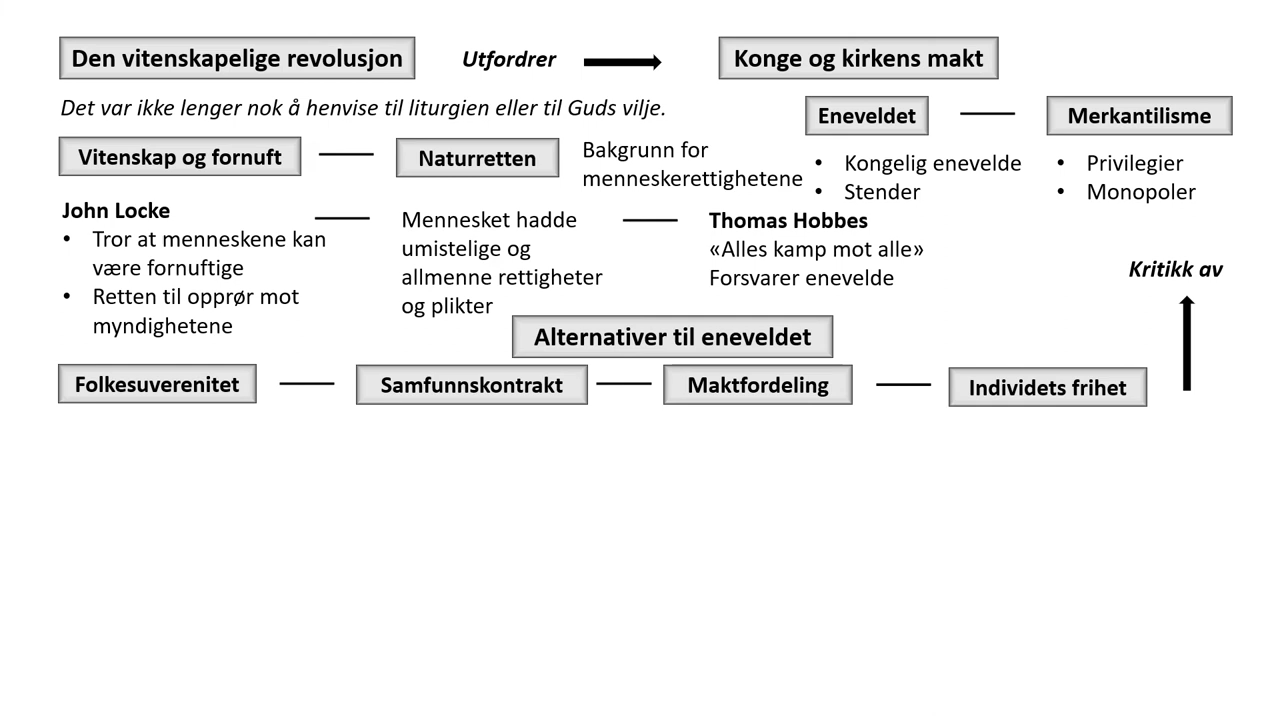 Den vitenskapelige revolusjon
Utfordrer
Konge og kirkens makt
Det var ikke lenger nok å henvise til liturgien eller til Guds vilje.
Eneveldet
Merkantilisme
Vitenskap og fornuft
Naturretten
Bakgrunn for
menneskerettighetene
• Kongelig enevelde
• Stender
• Privilegier
• Monopoler
John Locke
• Tror at menneskene kan
være fornuftige
• Retten til opprør mot
myndighetene
Mennesket hadde
umistelige og
allmenne rettigheter
og plikter
Thomas Hobbes
«Alles kamp mot alle»
Forsvarer enevelde
Kritikk av
Alternativer til eneveldet
Folkesuverenitet
Samfunnskontrakt
Maktfordeling
Individets frihet